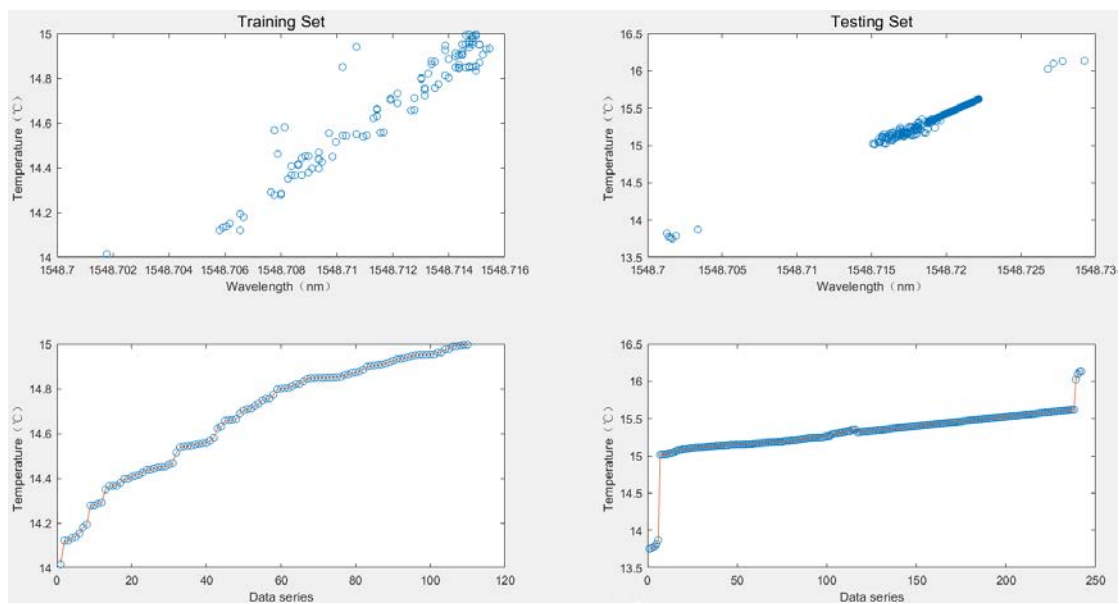 Training Set
15
14.8
14.6
14.4
14.2
14
Temperature（℃）
1548.7 1548.702 1548.704 1548.706 1548.708 1548.71 1548.712 1548.714 1548.716
Wavelength（nm）
Testing Set
16.5
16
15.5
15
14.5
14
13.5
Temperature（℃）
1548.7 1548.705 1548.71 1548.715 1548.72 1548.725 1548.73
Wavelength（nm）
15
14.8
14.6
14.4
14.2
14
Temperature（℃）
0 20 40 60 80 100 120
Data series
16.5
16
15.5
15
14.5
14
13.5
Temperature（℃）
0 50 100 150 200 250
Data series